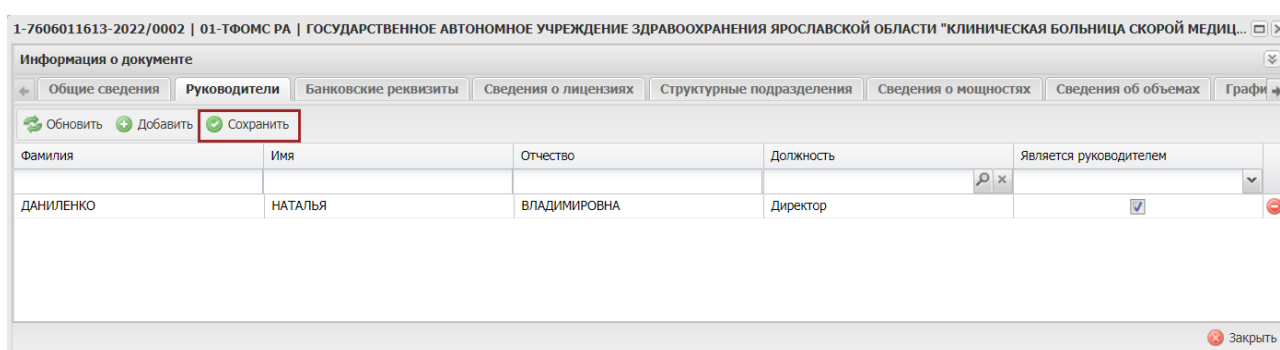 1-7606011613-2022/0002 | 01-ТФОМС РА | ГОСУДАРСТВЕННОЕ АВТОНОМНОЕ УЧРЕЖДЕНИЕ ЗДРАВООХРАНЕНИЯ ЯРОСЛАВСКОЙ ОБЛАСТИ "КЛИНИЧЕСКАЯ БОЛЬНИЦА СКОРОЙ МЕДИЦ...
Информация о документе
Общие сведения Руководители Банковские реквизиты Сведения о лицензиях Структурные подразделения Сведения о мощностях Сведения об объемах Графи
Обновить Добавить Сохранить
Фамилия Имя Отчество Должность Является руководителем
ДАНИЛЕНКО НАТАЛЬЯ ВЛАДИМИРОВНА Директор
Закрыть